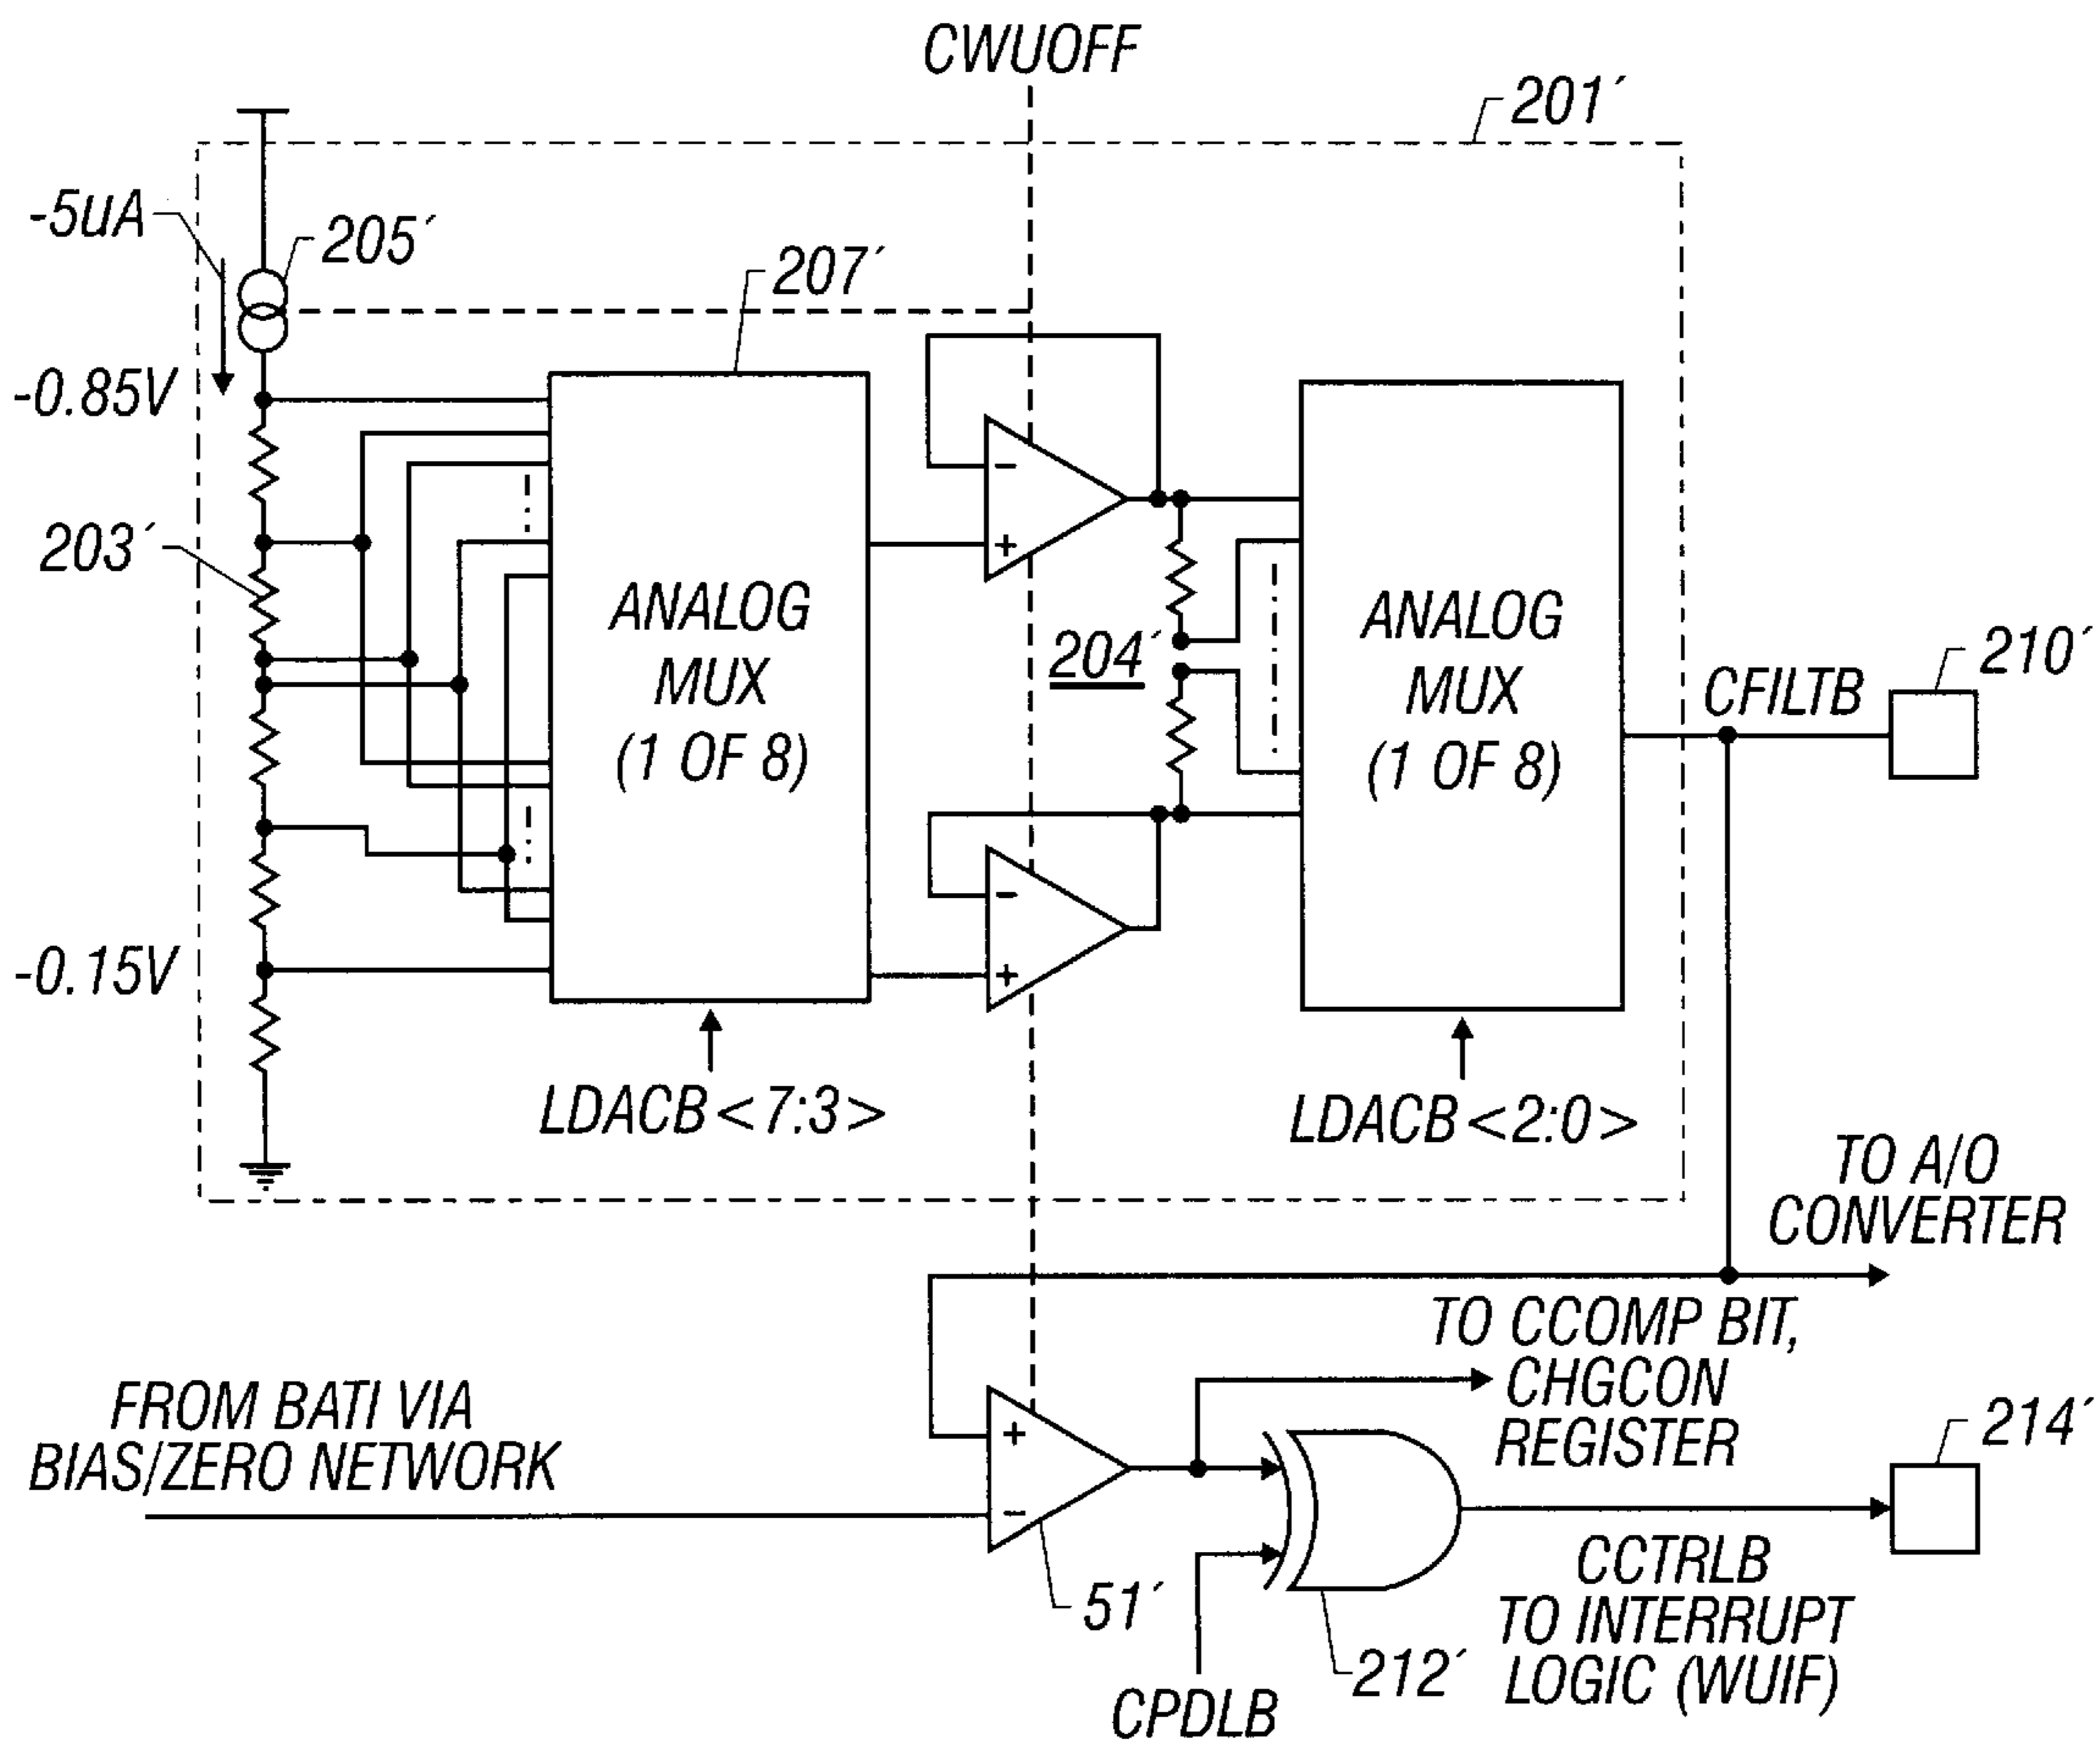 CWUOFF
201´
-5uA
205´
207´
-0.85V
203´
ANALOG
MUX
(1 OF 8)
-
+
204´
ANALOG
MUX
(1 OF 8)
CFILTB
210´
-
+
-0.15V
LDACB<7:3>
LDACB<2:0>
TO A/O
CONVERTER
TO CCOMP BIT,
CHGCON
REGISTER
FROM BATI VIA
BIAS/ZERO NETWORK
+
-
51´
CPDLB
212´
214´
CCTRLB
TO INTERRUPT
LOGIC (WUIF)